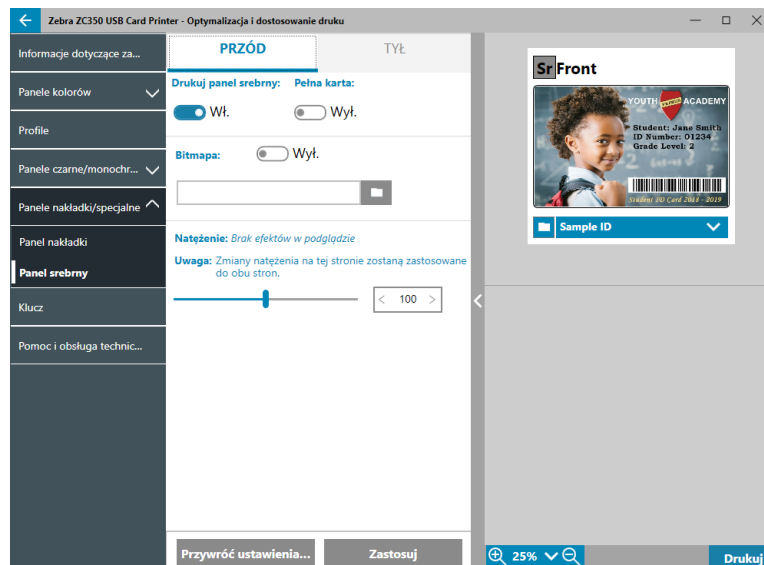 Zebra ZC350 USB Card Printer - Optymalizacja i dostosowanie druku
Informacje dotyczące za...
Panele kolorów
Profile
Panele czarne/monochr...
Panele nakładki/specjalne
Panel nakładki
Panel srebrny
Klucz
Pomoc i obsługa technic...
PRZÓD
TYŁ
Drukuj panel srebrny: Pełna karta:
Wł. Wył.
Bitmapa: Wył.
Natężenie: Brak efektów w podglądzie
Uwaga: Zmiany natężenia na tej stronie zostaną zastosowane
do obu stron.
< 100 >
Przywróć ustawienia... Zastosuj
Sr Front
YOUTH ACADEMY
Student: Jane Smith
ID Number: 01234
Grade Level: 2
Student I/O Card 2018 - 2019
Sample ID
25%
Drukuj